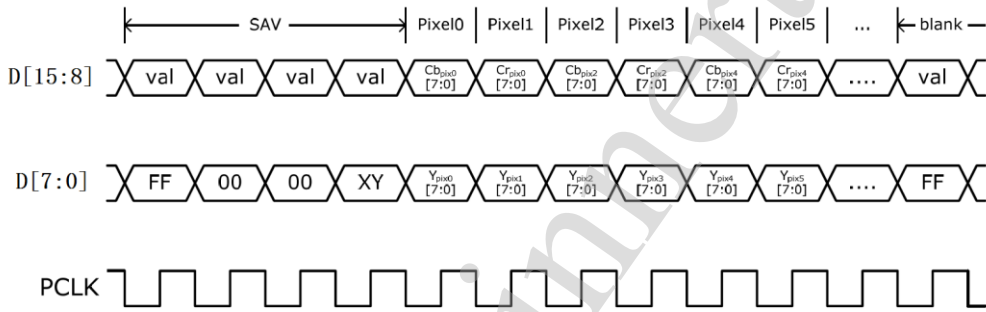 SAV Pixel0 Pixel1 Pixel2 Pixel3 Pixel4 Pixel5 ... blank
D[15:8] val val val val Cbpix0 [7:0] Crpix0 [7:0] Cbpix2 [7:0] Crpix2 [7:0] Cbpix4 [7:0] Crpix4 [7:0] .... val
D[7:0] FF 00 00 XY Ypix0 [7:0] Ypix1 [7:0] Ypix2 [7:0] Ypix3 [7:0] Ypix4 [7:0] Ypix5 [7:0] .... FF
PCLK